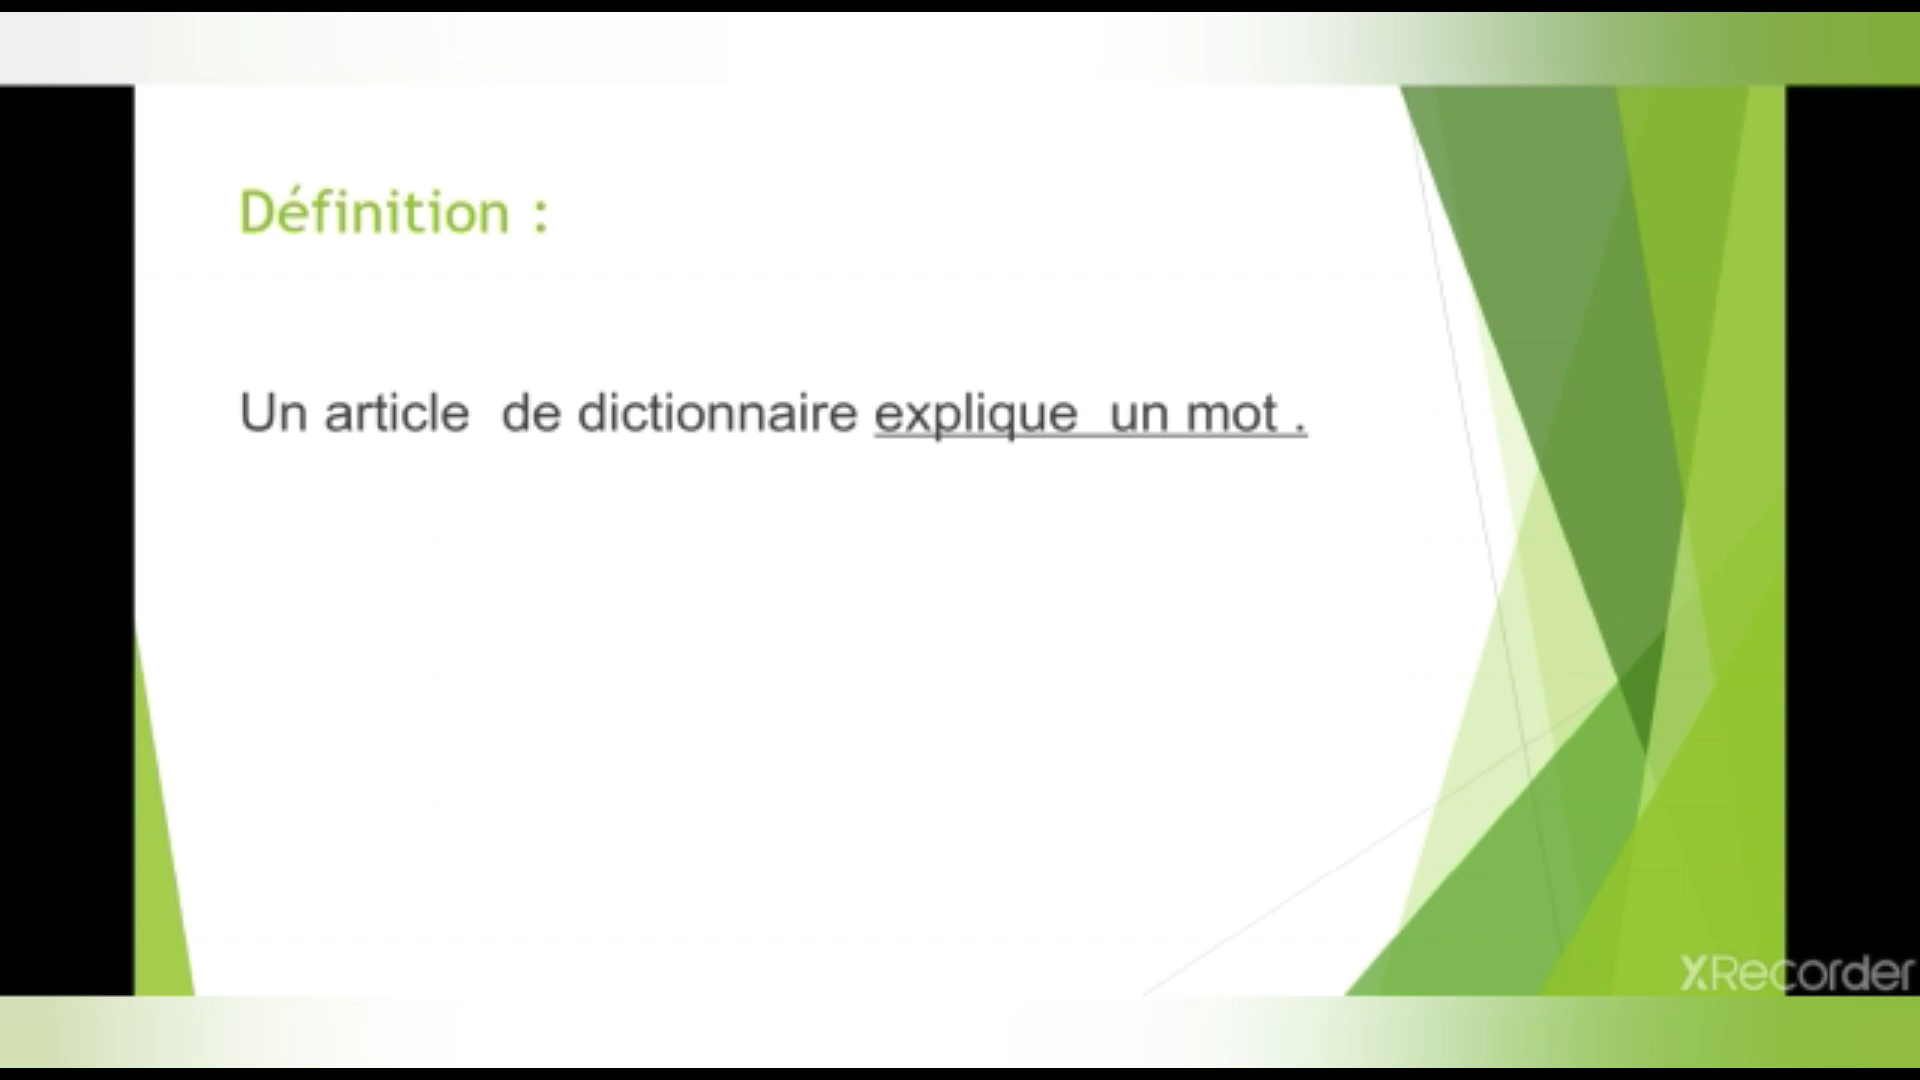 Définition :
Un article de dictionnaire explique un mot .
XRecorder